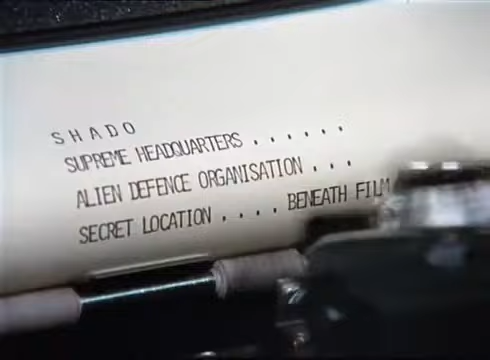 SHADO
SUPREME HEADQUARTERS . . . . . .
ALIEN DEFENCE ORGANISATION . . .
SECRET LOCATION . . . . BENEATH FILM